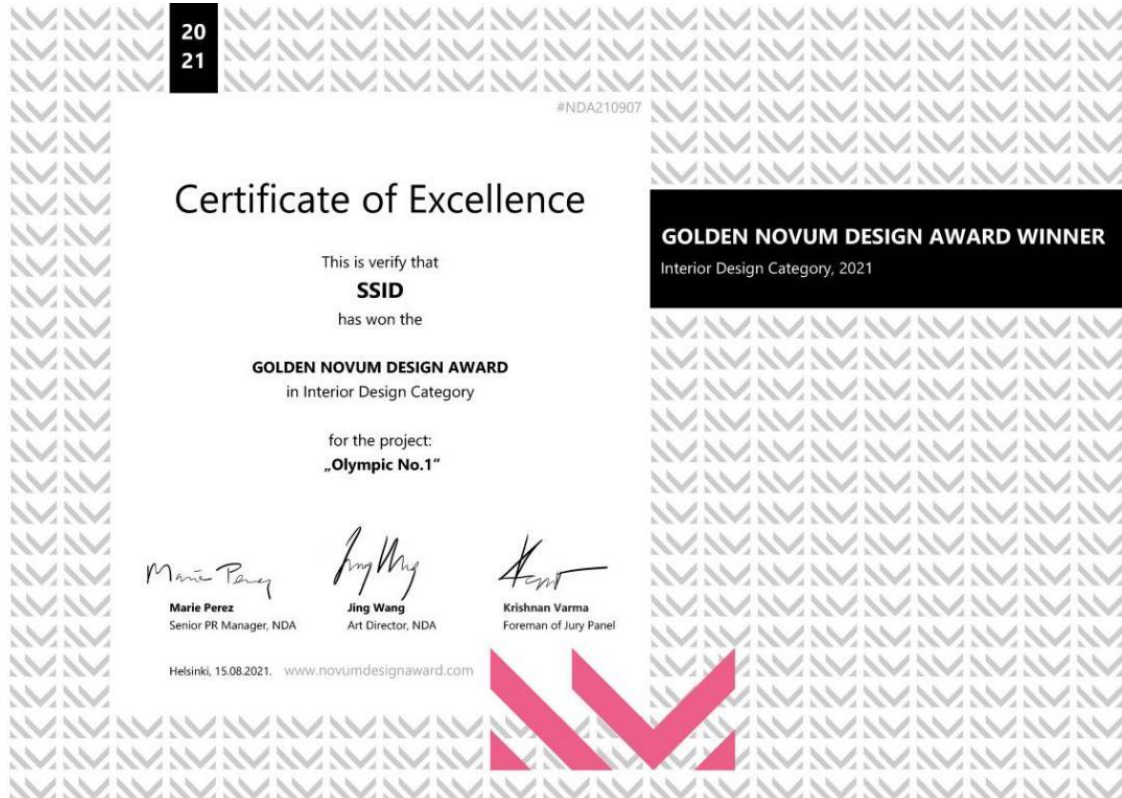 20
21
#NDA210907
Certificate of Excellence
This is verify that
SSID
has won the
GOLDEN NOVUM DESIGN AWARD
in Interior Design Category
for the project:
„Olympic No.1“
GOLDEN NOVUM DESIGN AWARD WINNER
Interior Design Category, 2021
Marie Perez
Marie Perez
Senior PR Manager, NDA
Jing Wang
Art Director, NDA
Krishnan Varma
Foreman of Jury Panel
Helsinki, 15.08.2021. www.novumdesignaward.com